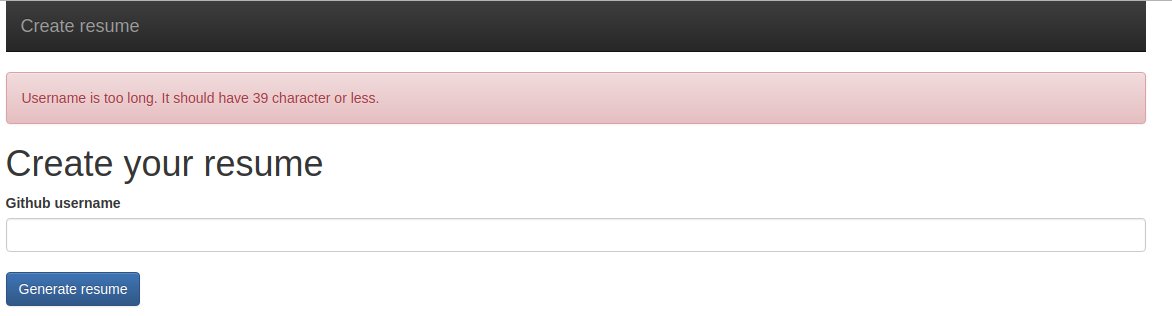 Create resume
Username is too long. It should have 39 character or less.
Create your resume
Github username
Generate resume